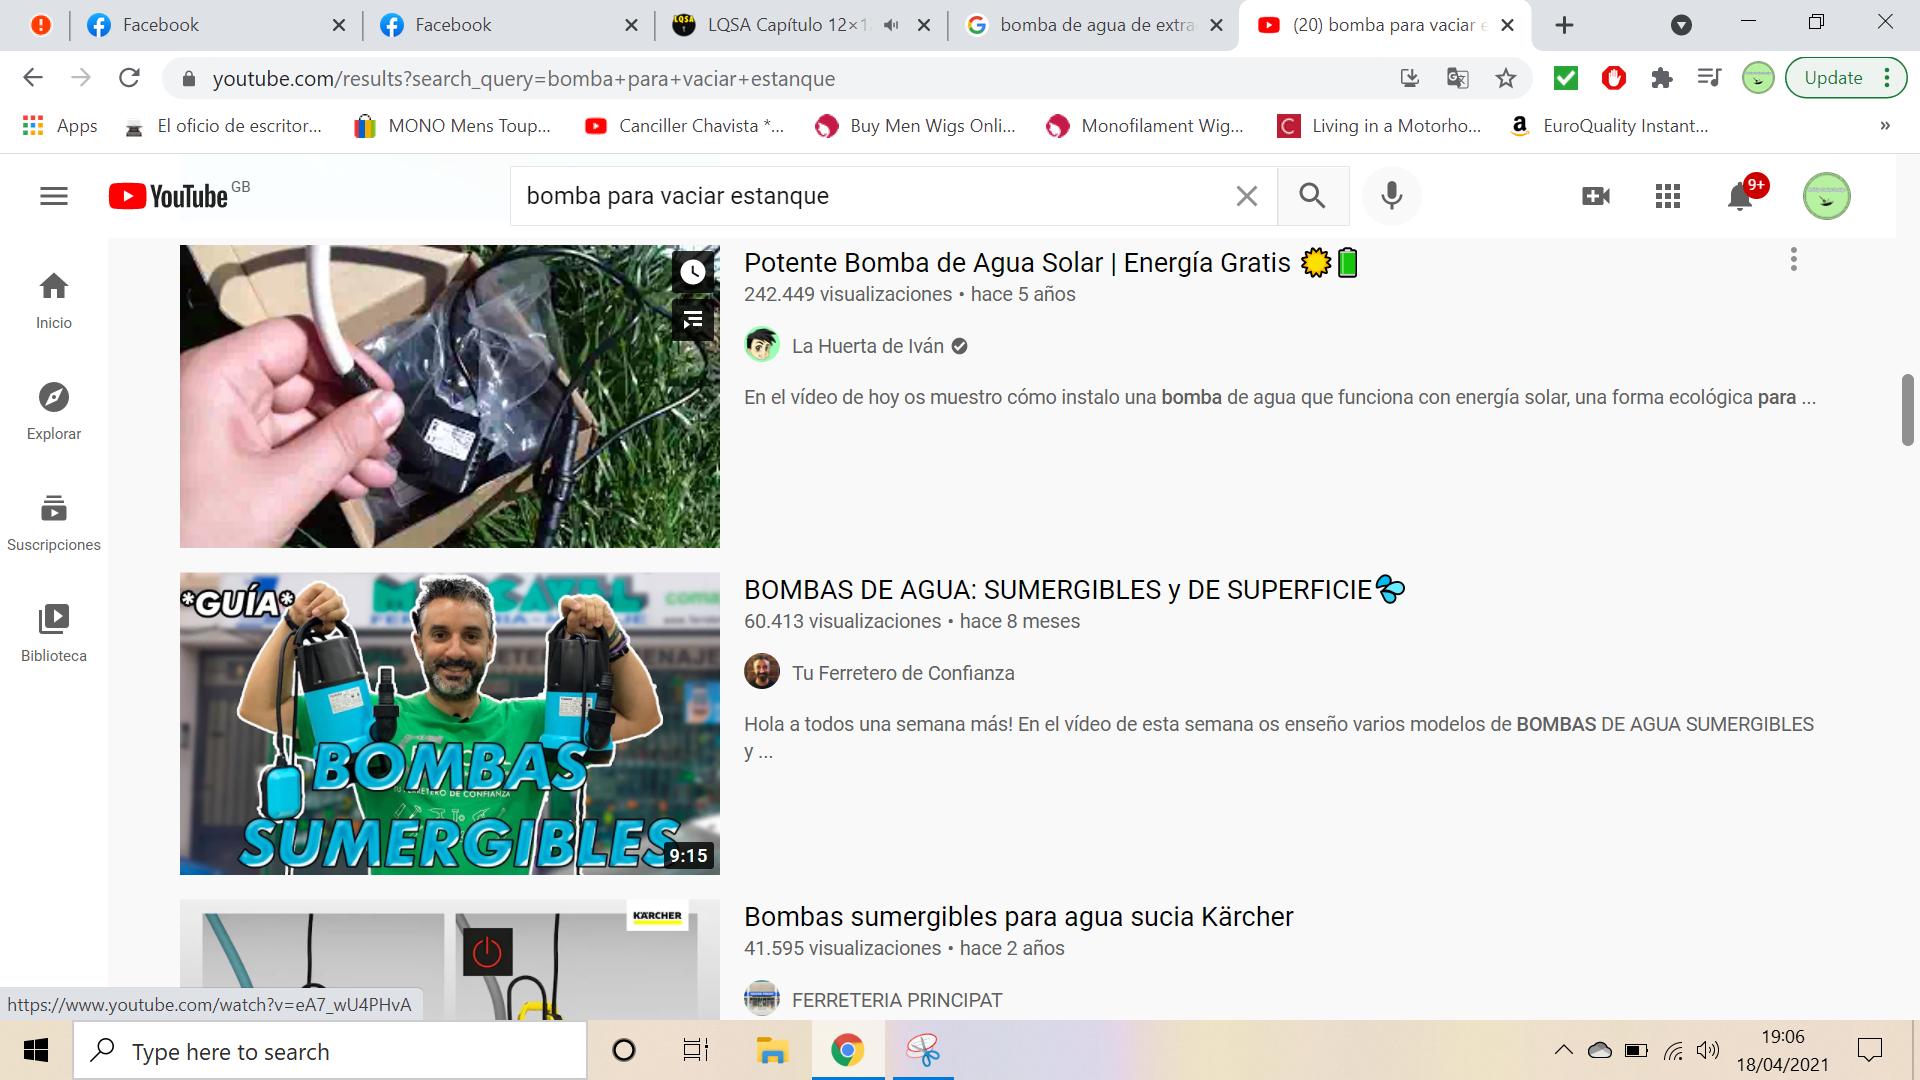 Facebook
Facebook
LQSA Capítulo 12×1
bomba de agua de extra
(20) bomba para vaciar e
youtube.com/results?search_query=bomba+para+vaciar+estanque
Update
Apps
El oficio de escritor...
MONO Mens Toup...
Canciller Chavista *...
Buy Men Wigs Onli...
Monofilament Wig...
Living in a Motorho...
EuroQuality Instant...
»
YouTube GB
bomba para vaciar estanque
9+
Inicio
Explorar
Suscripciones
Biblioteca
Potente Bomba de Agua Solar | Energía Gratis
242.449 visualizaciones • hace 5 años
La Huerta de Iván
En el vídeo de hoy os muestro cómo instalo una bomba de agua que funciona con energía solar, una forma ecológica para ...
*GUÍA*
BOMBAS
TU FERRETERO DE CONFIANZA
SUMERGIBLES
9:15
BOMBAS DE AGUA: SUMERGIBLES y DE SUPERFICIE
60.413 visualizaciones • hace 8 meses
Tu Ferretero de Confianza
Hola a todos una semana más! En el vídeo de esta semana os enseño varios modelos de BOMBAS DE AGUA SUMERGIBLES
y ...
KÄRCHER
Bombas sumergibles para agua sucia Kärcher
41.595 visualizaciones • hace 2 años
FERRETERIA PRINCIPAT
https://www.youtube.com/watch?v=eA7_wU4PHvA
Type here to search
19:06
18/04/2021